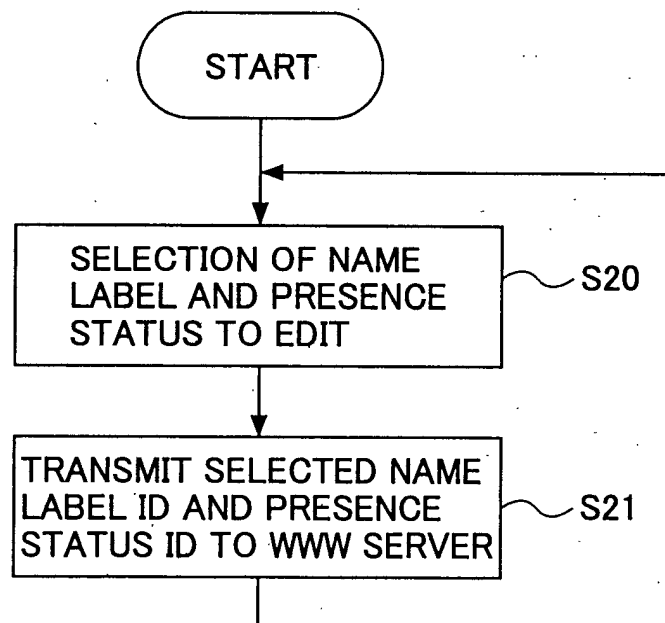 START
SELECTION OF NAME
LABEL AND PRESENCE
STATUS TO EDIT
S20
TRANSMIT SELECTED NAME
LABEL ID AND PRESENCE
STATUS ID TO WWW SERVER
S21